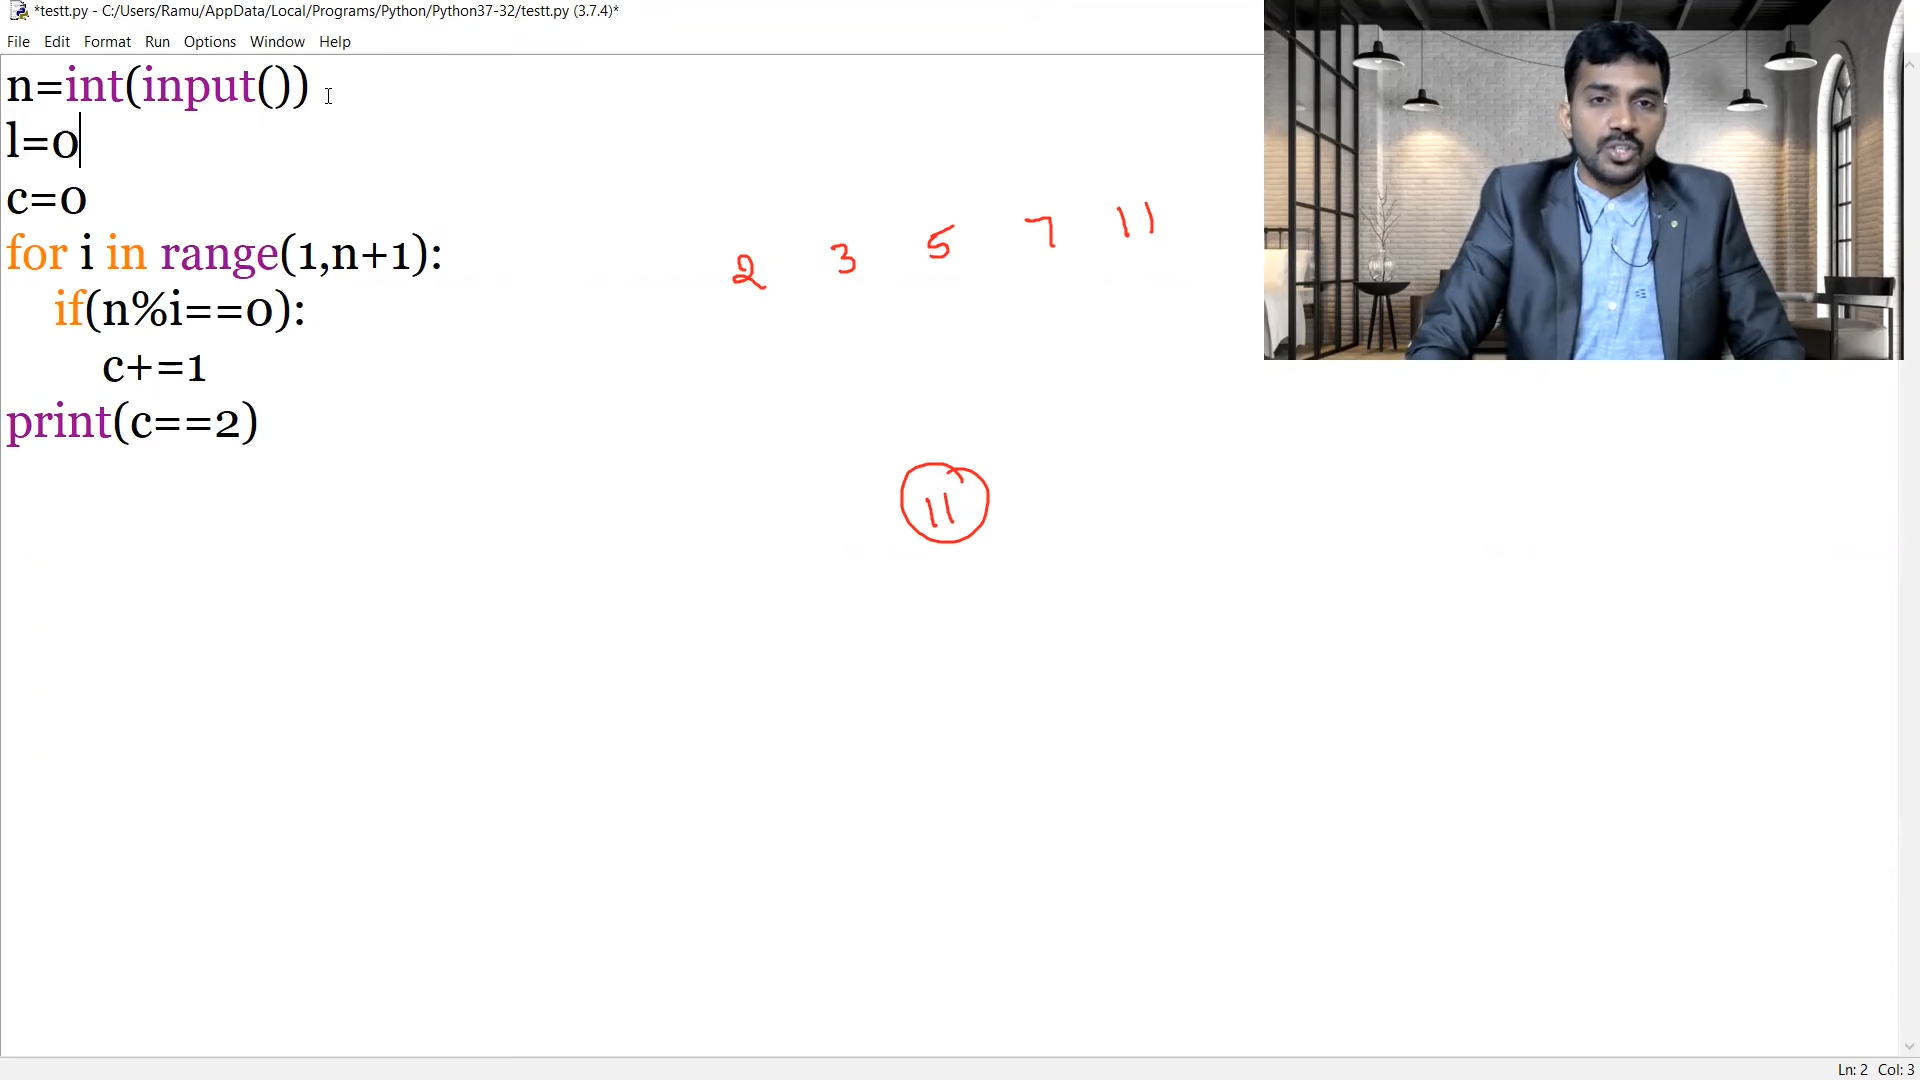 *testt.py - C:/Users/Ramu/AppData/Local/Programs/Python/Python37-32/testt.py (3.7.4)*
File Edit Format Run Options Window Help
n=int(input())
l=0
c=0
for i in range(1,n+1):
    if(n%i==0):
        c+=1
print(c==2)
2 3 5 7 11
11
Ln: 2 Col: 3